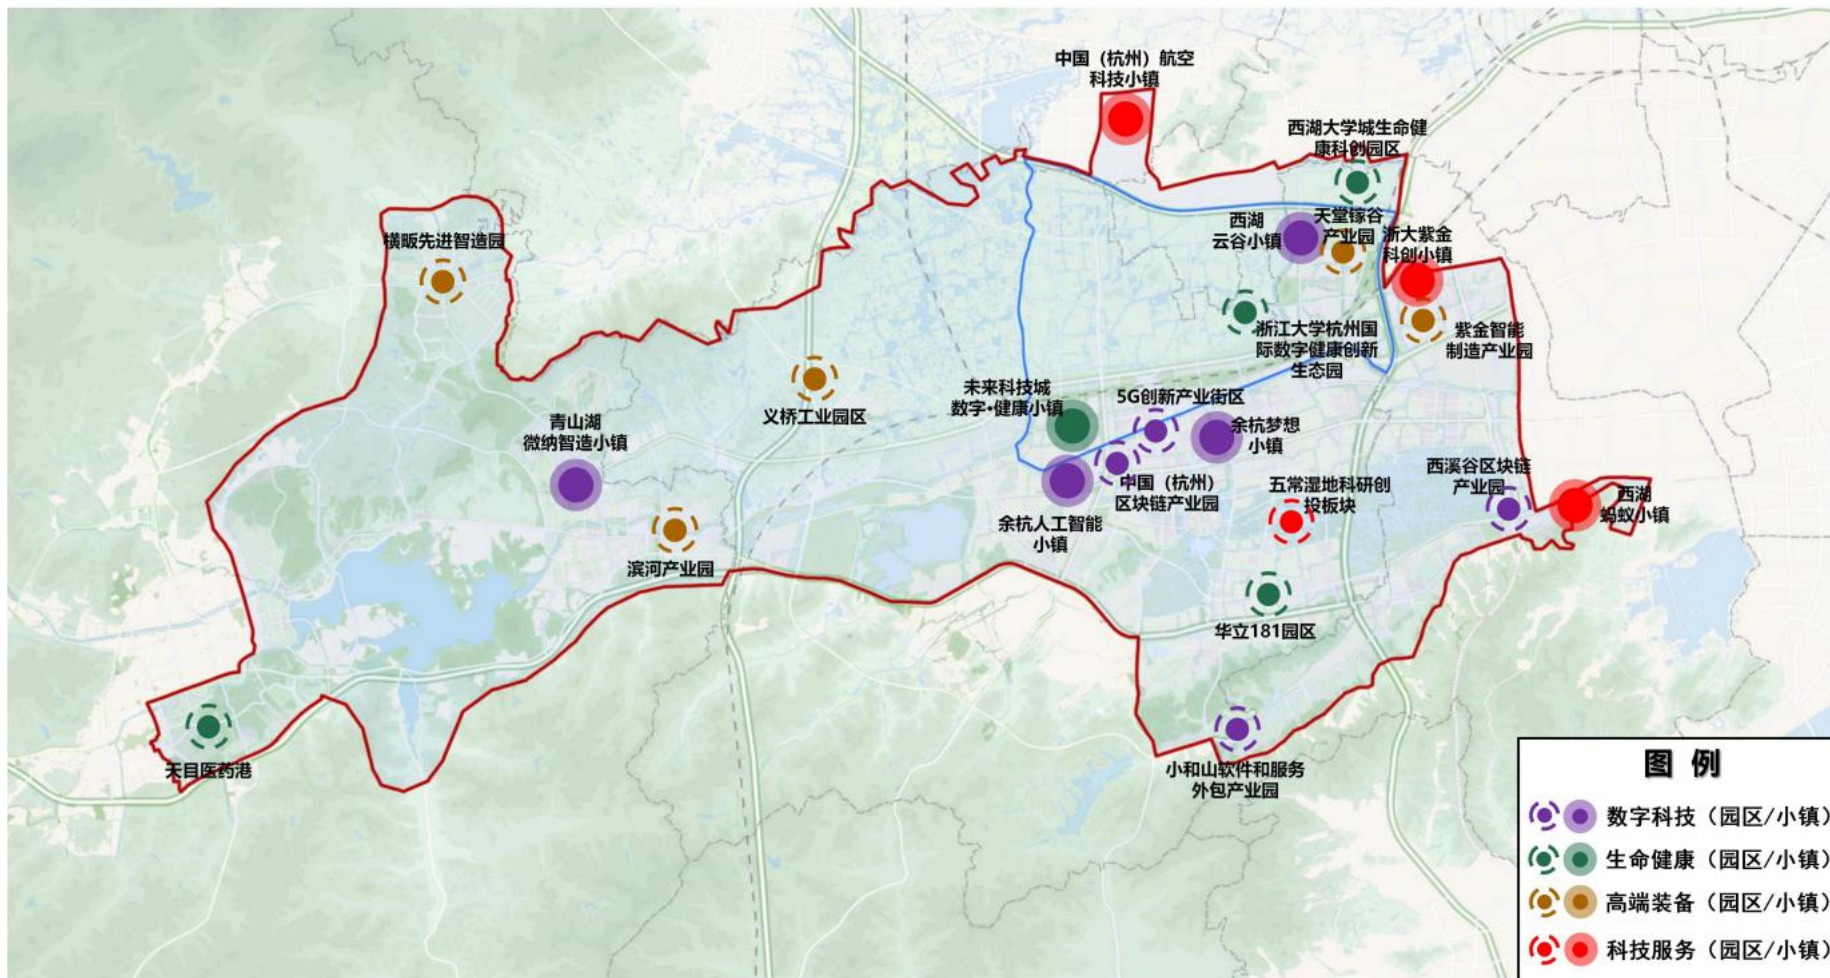 中国（杭州）航空
科技小镇
西湖大学城生命健
康科创园区
横畈先进智造园
西湖
云谷小镇
天堂镓谷
产业园
浙大紫金
科创小镇
浙江大学杭州国
际数字健康创新
生态园
紫金智能
制造产业园
义桥工业园区
未来科技城
数字·健康小镇
5G创新产业街区
余杭梦想
小镇
青山湖
微纳智造小镇
中国（杭州）
区块链产业园
余杭人工智能
小镇
五常湿地科研创
投板块
西溪谷区块链
产业园
西湖
蚂蚁小镇
滨河产业园
华立181园区
天目医药港
小和山软件和服务
外包产业园
图 例
数字科技（园区/小镇）
生命健康（园区/小镇）
高端装备（园区/小镇）
科技服务（园区/小镇）